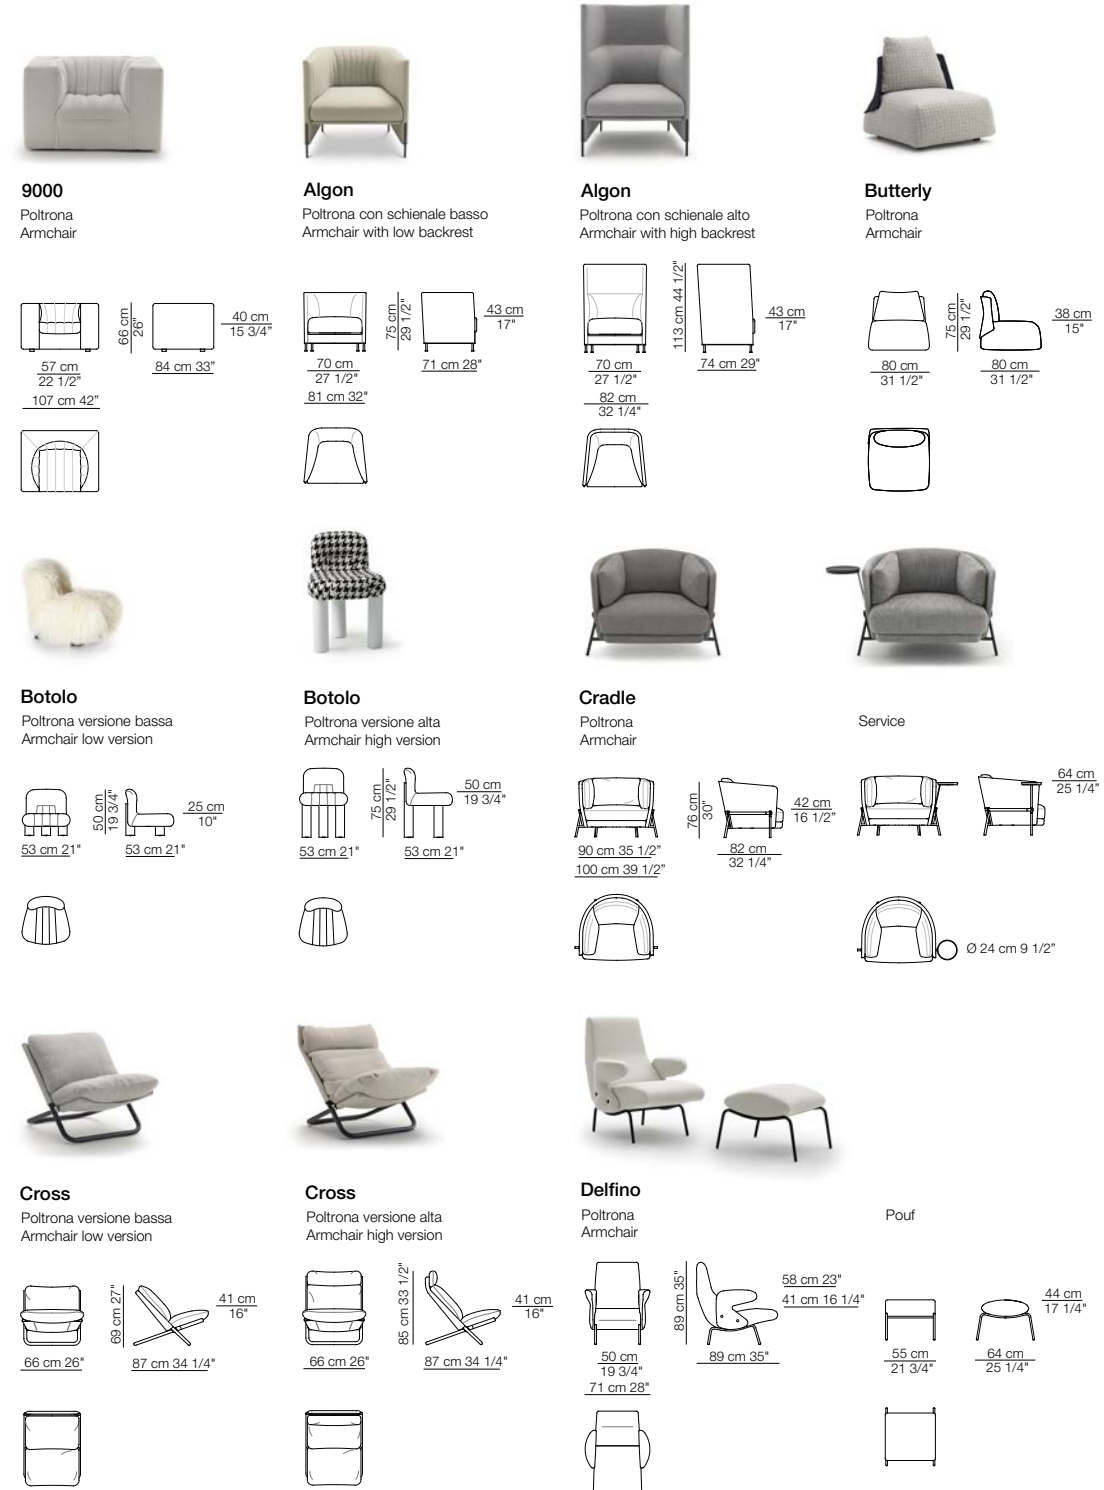 9000
Poltrona
Armchair
66 cm
26"
40 cm
15 3/4”
57 cm
22 1/2”
84 cm 33”
107 cm 42”
Algon
Poltrona con schienale basso
Armchair with low backrest
75 cm
29 1/2"
43 cm
17"
70 cm
27 1/2"
71 cm 28"
81 cm 32"
Algon
Poltrona con schienale alto
Armchair with high backrest
113 cm 44 1/2"
43 cm
17"
70 cm
27 1/2"
74 cm 29"
82 cm
32 1/4"
Butterly
Poltrona
Armchair
75 cm
29 1/2"
38 cm
15"
80 cm
31 1/2"
80 cm
31 1/2"
Botolo
Poltrona versione bassa
Armchair low version
50 cm
19 3/4"
25 cm
10"
53 cm 21"
53 cm 21"
Botolo
Poltrona versione alta
Armchair high version
75 cm
29 1/2"
50 cm
19 3/4"
53 cm 21"
53 cm 21"
Cradle
Poltrona
Armchair
76 cm
30"
42 cm
16 1/2”
90 cm 35 1/2”
82 cm
32 1/4"
100 cm 39 1/2”
Service
64 cm
25 1/4"
Ø 24 cm 9 1/2”
Cross
Poltrona versione bassa
Armchair low version
69 cm 27"
41 cm
16"
66 cm 26"
87 cm 34 1/4"
Cross
Poltrona versione alta
Armchair high version
85 cm 33 1/2"
41 cm
16"
66 cm 26"
87 cm 34 1/4"
Delfino
Poltrona
Armchair
89 cm 35"
58 cm 23"
41 cm 16 1/4"
50 cm
19 3/4"
89 cm 35"
71 cm 28"
Pouf
44 cm
17 1/4"
55 cm
21 3/4"
64 cm
25 1/4"